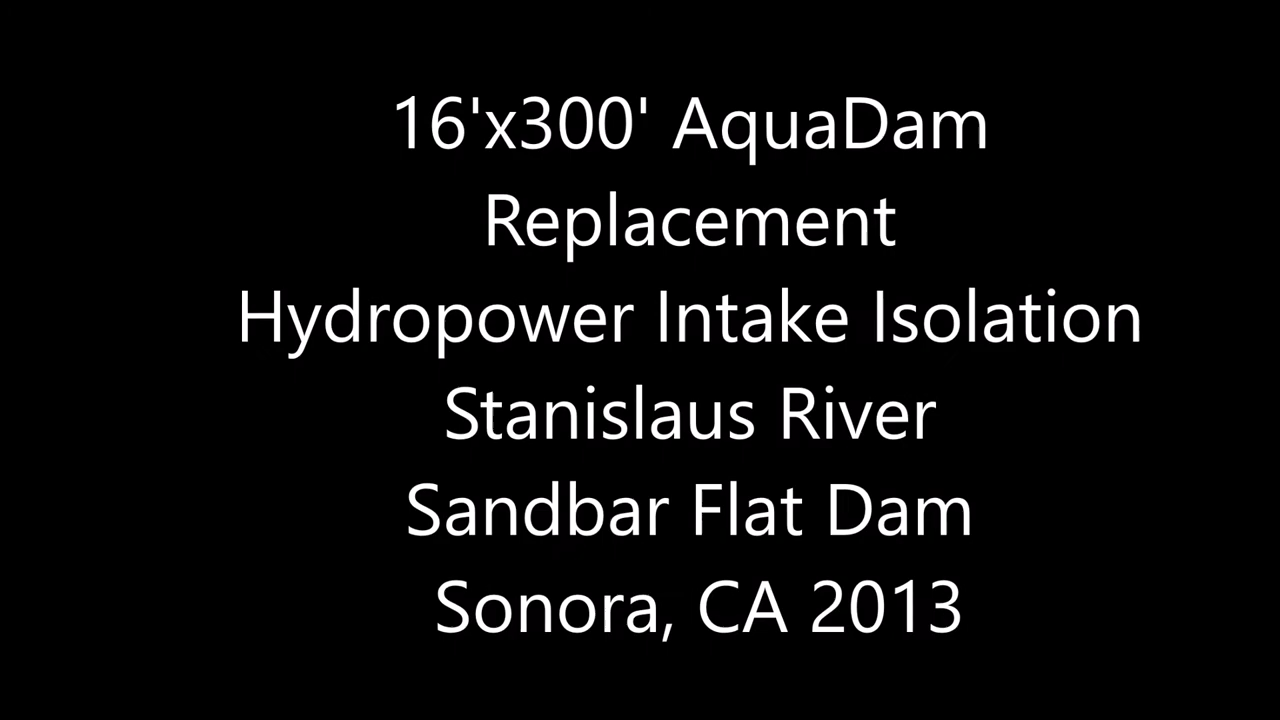 16'x300' AquaDam
Replacement
Hydropower Intake Isolation
Stanislaus River
Sandbar Flat Dam
Sonora, CA 2013